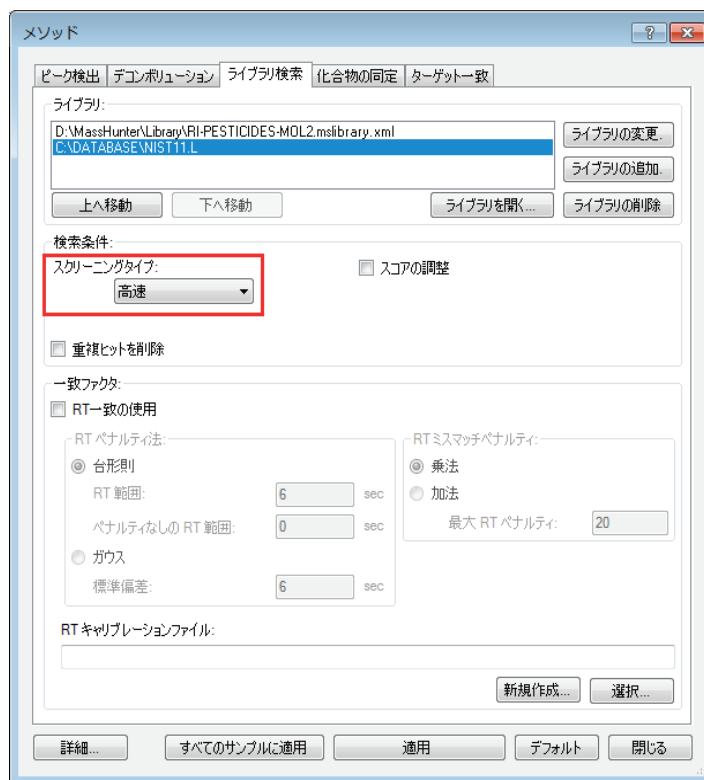 メソッド
ピーク検出 デコンボリューション ライブラリ検索 化合物の同定 ターゲット一致
ライブラリ:
D:\MassHunter\Library\RI-PESTICIDES-MOL2.mslibrary.xml
C:\DATABASE\NIST11.L
ライブラリの変更.
ライブラリの追加.
上へ移動 下へ移動 ライブラリを開く... ライブラリの削除
検索条件:
スクリーニングタイプ:
高速
スコアの調整
重複ヒットを削除
一致ファクタ:
RT一致の使用
RT ペナルティ法:
台形則
RT 範囲: 6 sec
ペナルティなしの RT 範囲: 0 sec
ガウス
標準偏差: 6 sec
RTミスマッチペナルティ:
乗法
加法
最大 RT ペナルティ: 20
RT キャリブレーションファイル:
新規作成... 選択...
詳細... すべてのサンプルに適用 適用 デフォルト 閉じる